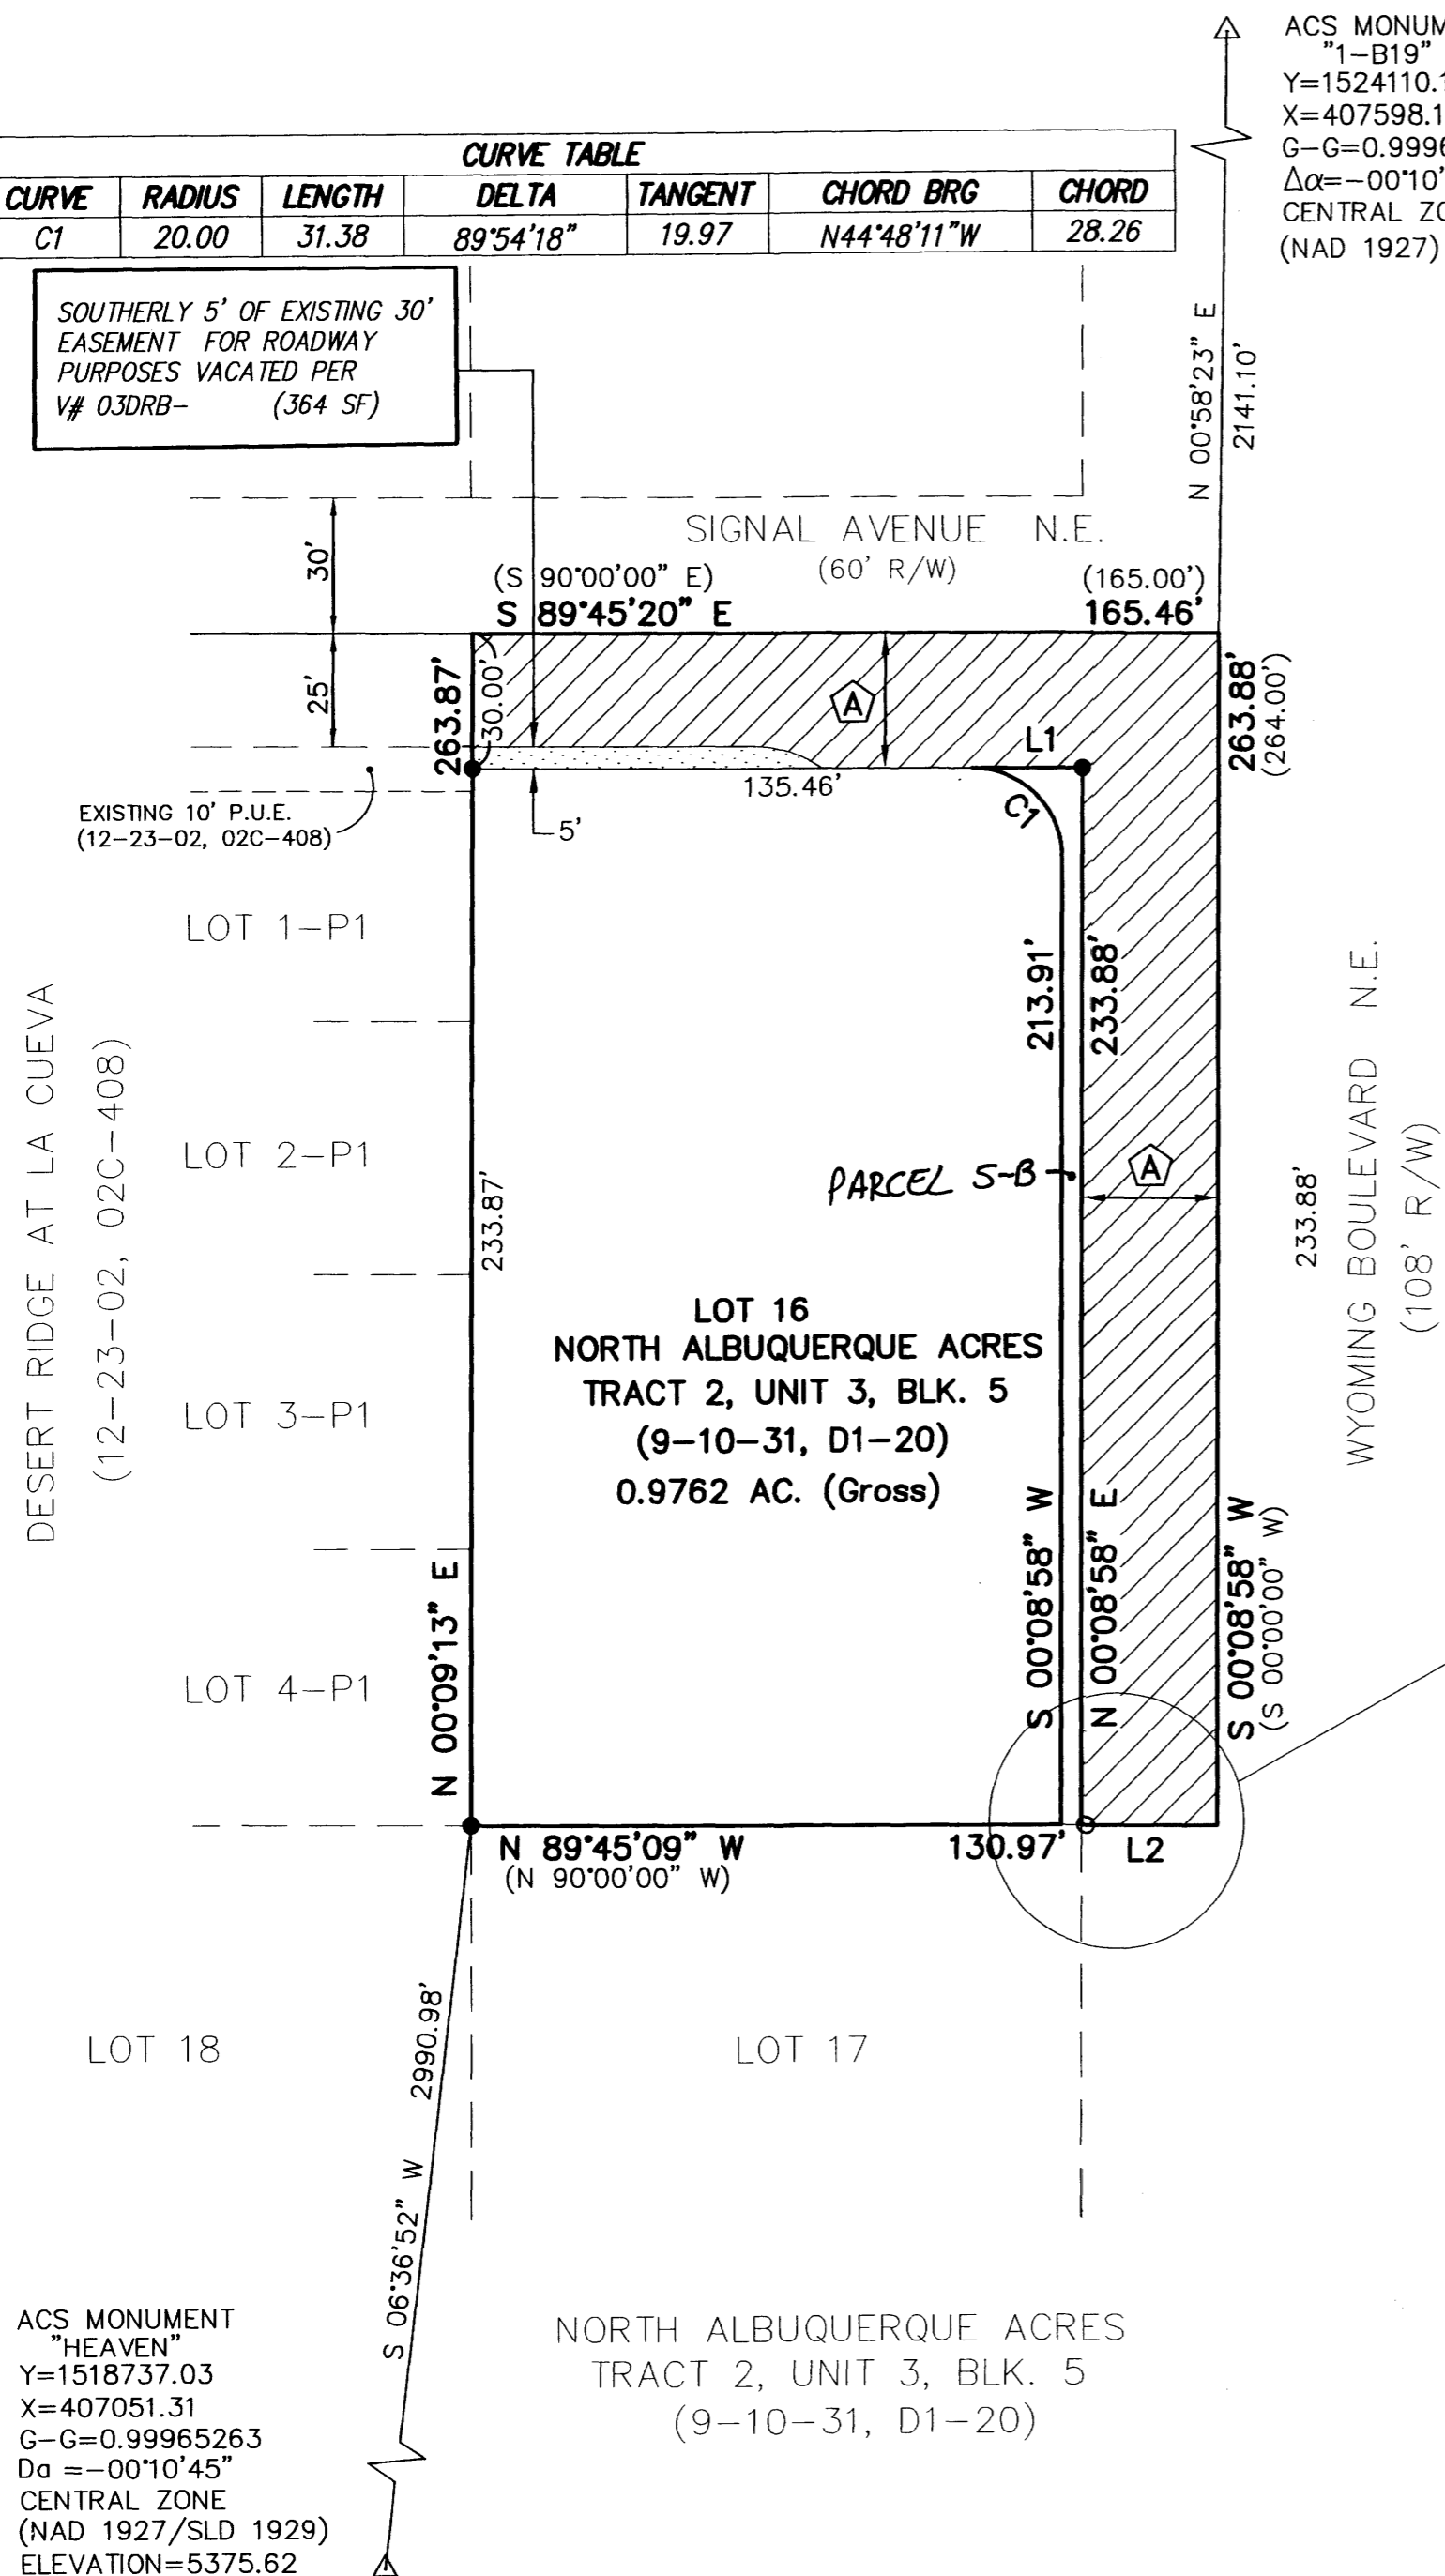 ACS MONUM
"1-B19"
Y=1524110.1
X=407598.1
G-G=0.9996
Δα=-00°10'
CENTRAL ZO
(NAD 1927)
CURVE TABLE
CURVE RADIUS LENGTH DELTA TANGENT CHORD BRG CHORD
C1 20.00 31.38 89°54'18" 19.97 N44°48'11"W 28.26
SOUTHERLY 5' OF EXISTING 30'
EASEMENT FOR ROADWAY
PURPOSES VACATED PER
V# 03DRB- (364 SF)
N 00°58'23" E
2141.10'
SIGNAL AVENUE N.E.
(60' R/W)
30'
(S 90°00'00" E)
S 89°45'20" E
(165.00')
165.46'
25'
263.87'
30.00'
A
L1
263.88'
(264.00')
135.46'
C1
5'
EXISTING 10' P.U.E.
(12-23-02, 02C-408)
LOT 1-P1
LOT 2-P1
LOT 3-P1
LOT 4-P1
DESERT RIDGE AT LA CUEVA
(12-23-02, 02C-408)
233.87'
213.91'
233.88'
PARCEL 5-B
A
233.88'
WYOMING BOULEVARD N.E.
(108' R/W)
LOT 16
NORTH ALBUQUERQUE ACRES
TRACT 2, UNIT 3, BLK. 5
(9-10-31, D1-20)
0.9762 AC. (Gross)
N 00°09'13" E
S 00°08'58" W
N 00°08'58" E
S 00°08'58" W
(S 00°00'00" W)
N 89°45'09" W
(N 90°00'00" W)
130.97'
L2
LOT 18
LOT 17
2990.98'
S 06°36'52" W
NORTH ALBUQUERQUE ACRES
TRACT 2, UNIT 3, BLK. 5
(9-10-31, D1-20)
ACS MONUMENT
"HEAVEN"
Y=1518737.03
X=407051.31
G-G=0.99965263
Da =-00°10'45"
CENTRAL ZONE
(NAD 1927/SLD 1929)
ELEVATION=5375.62